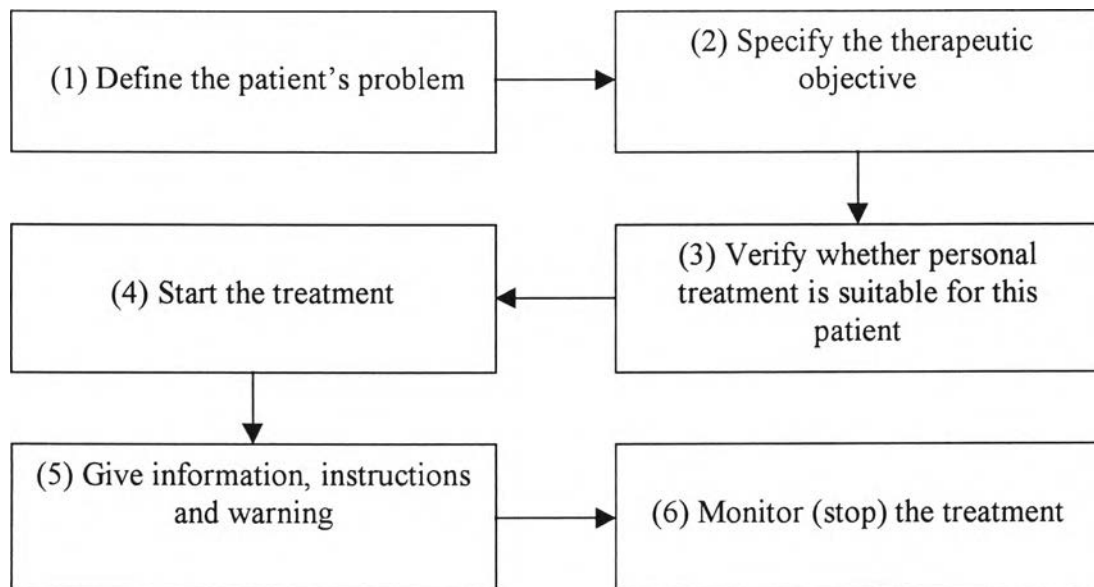 (1) Define the patient’s problem
(2) Specify the therapeutic
objective
(3) Verify whether personal
treatment is suitable for this
patient
(4) Start the treatment
(5) Give information, instructions
and warning
(6) Monitor (stop) the treatment